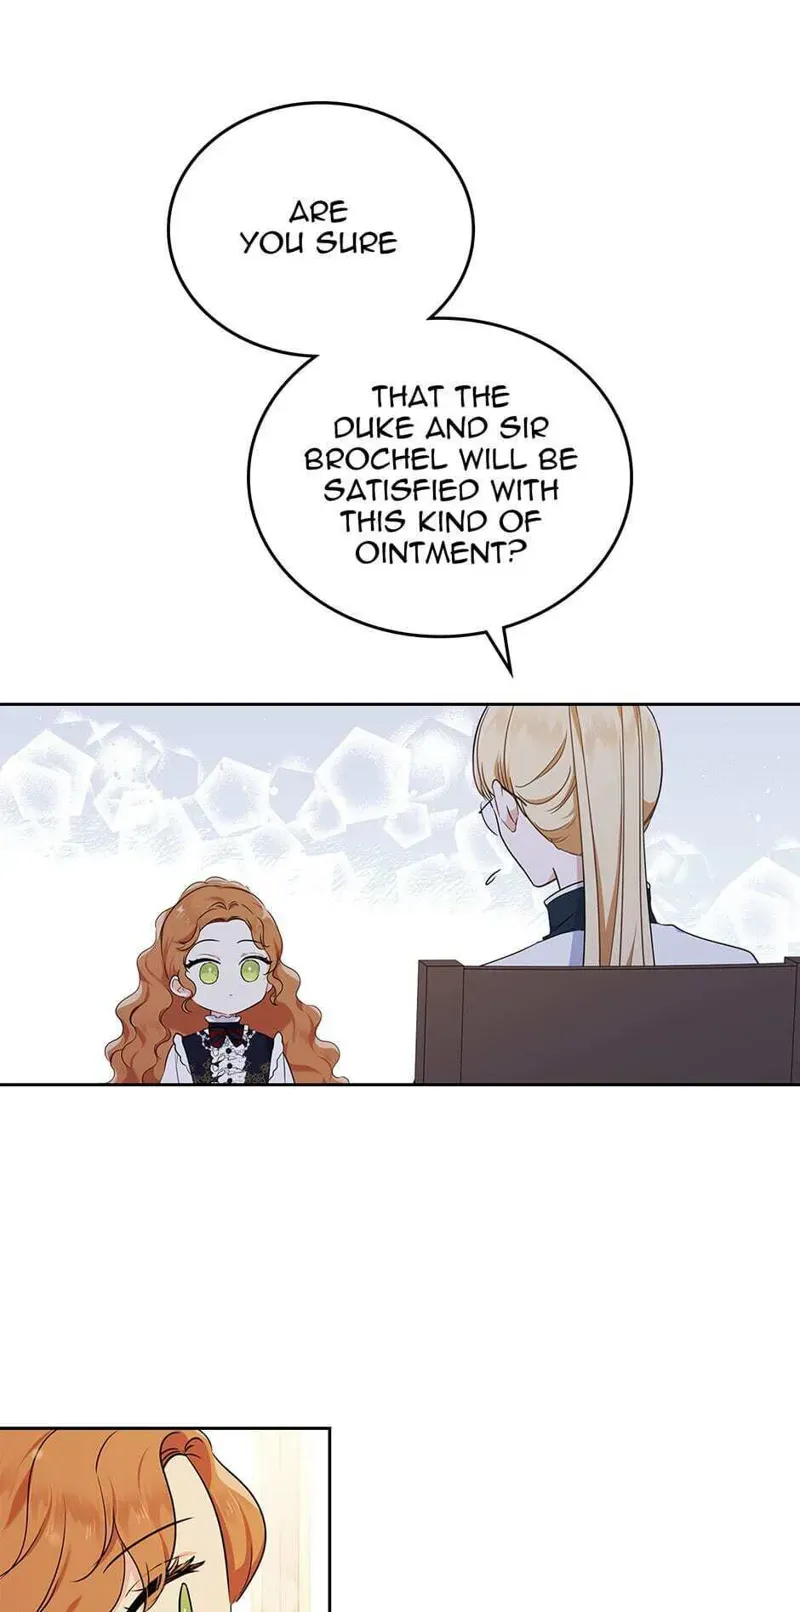 ARE
YOU SURE
THAT THE
DUKE AND SIR
BROCHEL WILL BE
SATISFIED WITH
THIS KIND OF
OINTMENT?